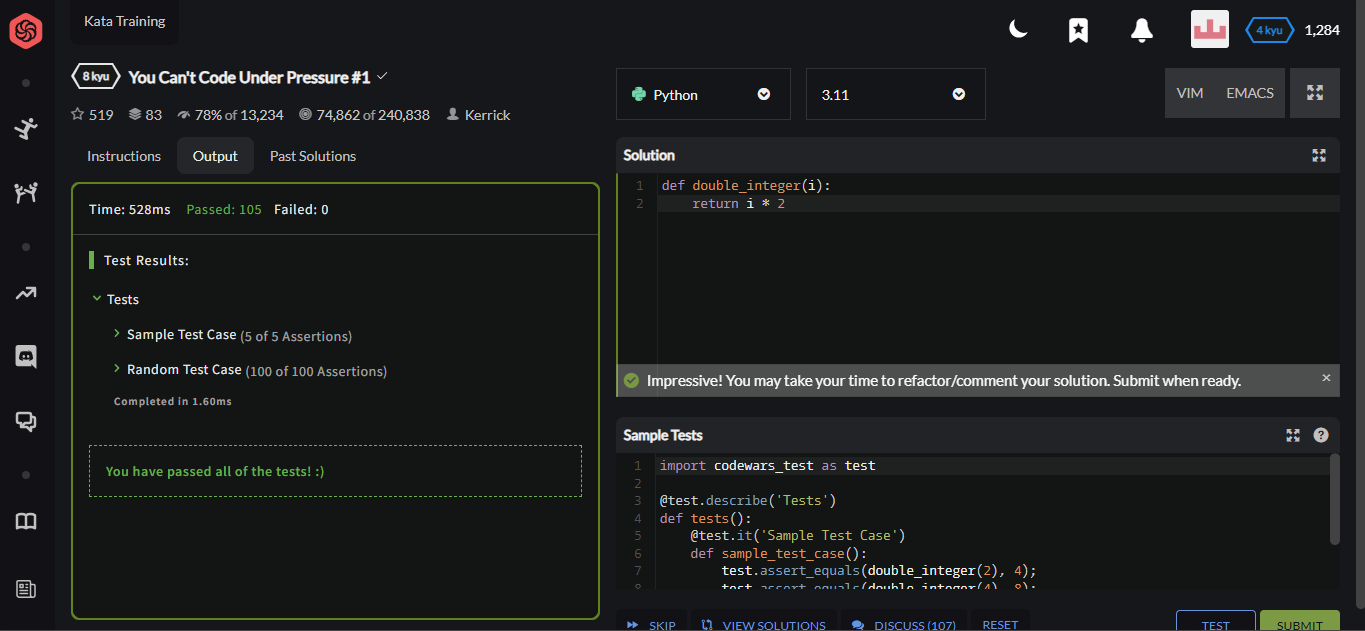 Kata Training
4 kyu
1,284
8 kyu
You Can't Code Under Pressure #1
519
83
78% of 13,234
74,862 of 240,838
Kerrick
Instructions
Output
Past Solutions
Time: 528ms
Passed: 105
Failed: 0
Test Results:
Tests
Sample Test Case (5 of 5 Assertions)
Random Test Case (100 of 100 Assertions)
Completed in 1.60ms
You have passed all of the tests! :)
Python
3.11
VIM
EMACS
Solution
1 def double_integer(i):
2 return i * 2
Impressive! You may take your time to refactor/comment your solution. Submit when ready.
Sample Tests
1 import codewars_test as test
2
3 @test.describe('Tests')
4 def tests():
5 @test.it('Sample Test Case')
6 def sample_test_case():
7 test.assert_equals(double_integer(2), 4);
8 test.assert_equals(double_integer(4), 8);
SKIP
VIEW SOLUTIONS
DISCUSS (107)
RESET
TEST
SUBMIT